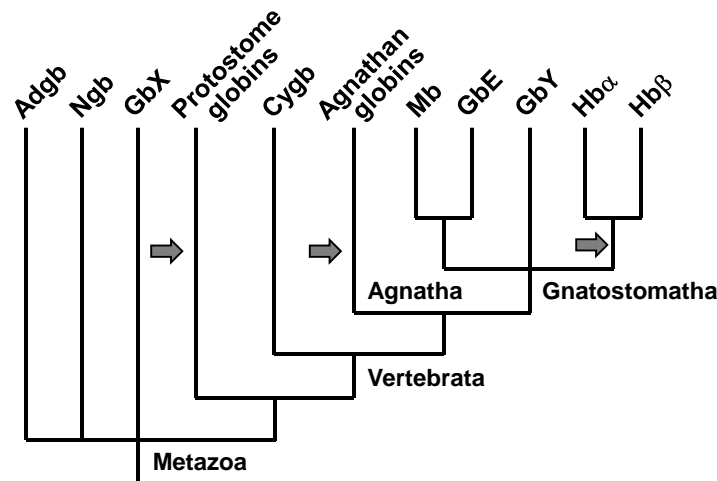 Adgb
Ngb
GbX
Protostome
globins
Cygb
Agnathan
globins
Mb
GbE
GbY
Hbα
Hbβ
Agnatha
Gnatostomatha
Vertebrata
Metazoa